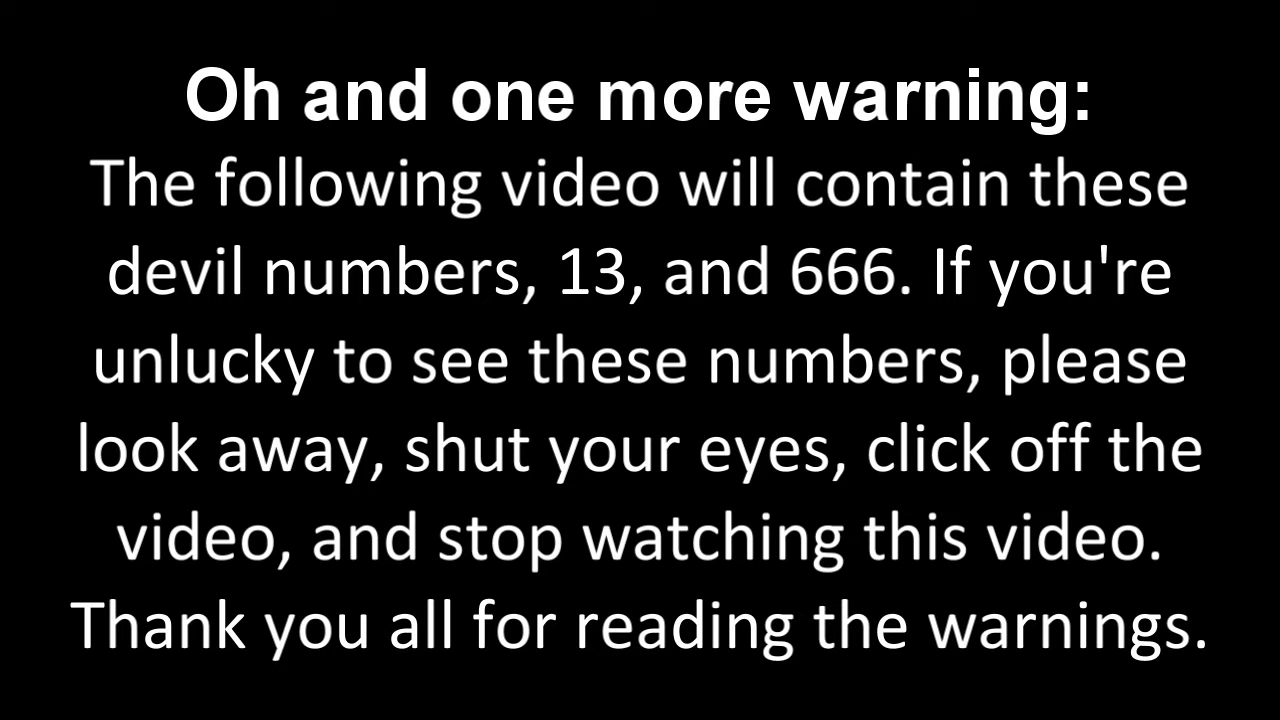 Oh and one more warning:
The following video will contain these
devil numbers, 13, and 666. If you're
unlucky to see these numbers, please
look away, shut your eyes, click off the
video, and stop watching this video.
Thank you all for reading the warnings.